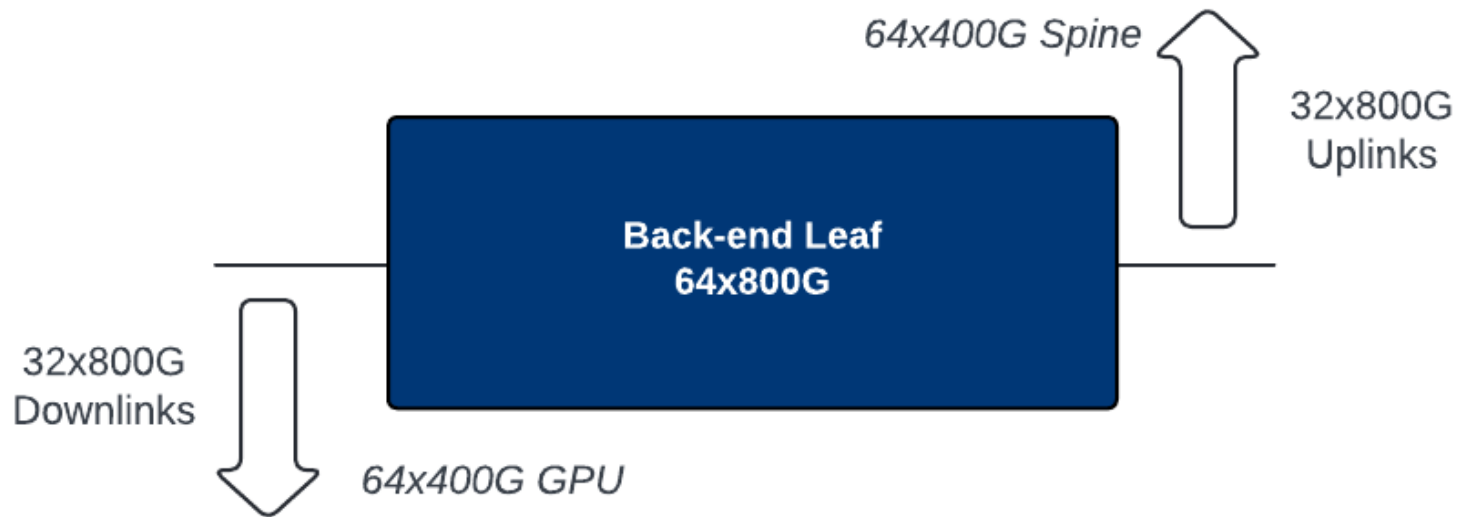 64x400G Spine
32x800G
Uplinks
Back-end Leaf
64x800G
32x800G
Downlinks
64x400G GPU